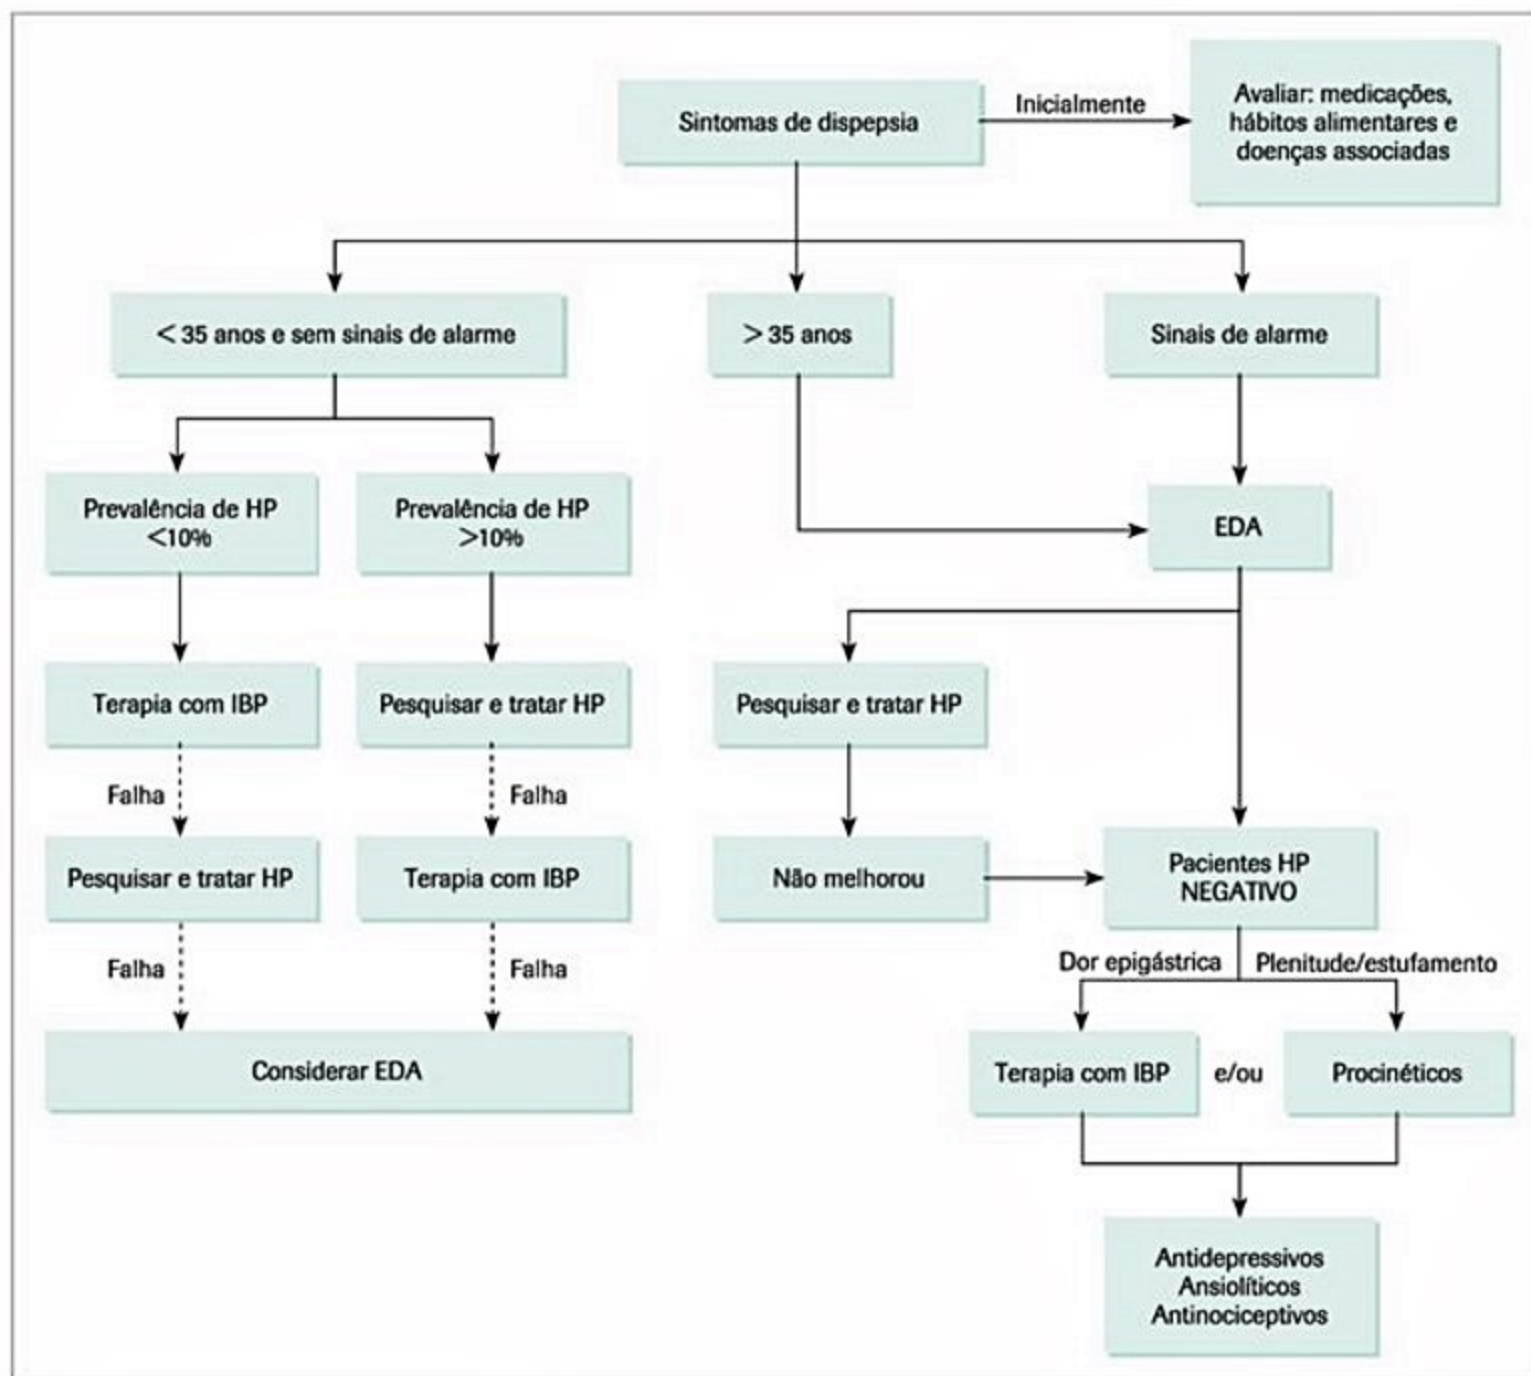 Sintomas de dispepsia
Inicialmente
Avaliar: medicações,
hábitos alimentares e
doenças associadas
< 35 anos e sem sinais de alarme
> 35 anos
Sinais de alarme
Prevalência de HP
<10%
Prevalência de HP
>10%
EDA
Terapia com IBP
Pesquisar e tratar HP
Pesquisar e tratar HP
Falha
Falha
Pesquisar e tratar HP
Terapia com IBP
Não melhorou
Pacientes HP
NEGATIVO
Falha
Falha
Dor epigástrica
Plenitude/estufamento
Considerar EDA
Terapia com IBP
e/ou
Procinéticos
Antidepressivos
Ansiolíticos
Antinociceptivos